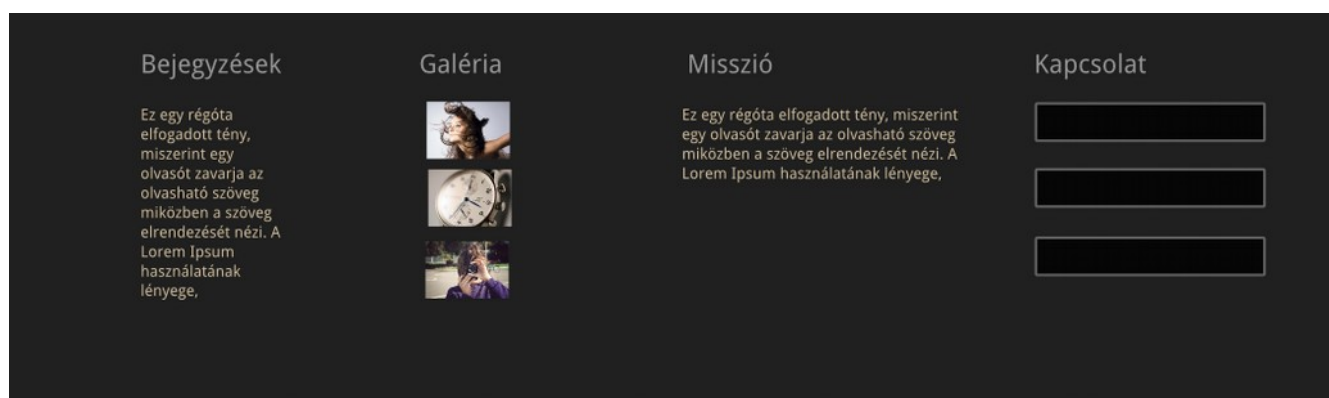 Bejegyzések
Ez egy régóta
elfogadott tény,
miszerint egy
olvasót zavarja az
olvasható szöveg
miközben a szöveg
elrendezését nézi. A
Lorem Ipsum
használatának
lényege,
Galéria
Misszió
Ez egy régóta elfogadott tény, miszerint
egy olvasót zavarja az olvasható szöveg
miközben a szöveg elrendezését nézi. A
Lorem Ipsum használatának lényege,
Kapcsolat